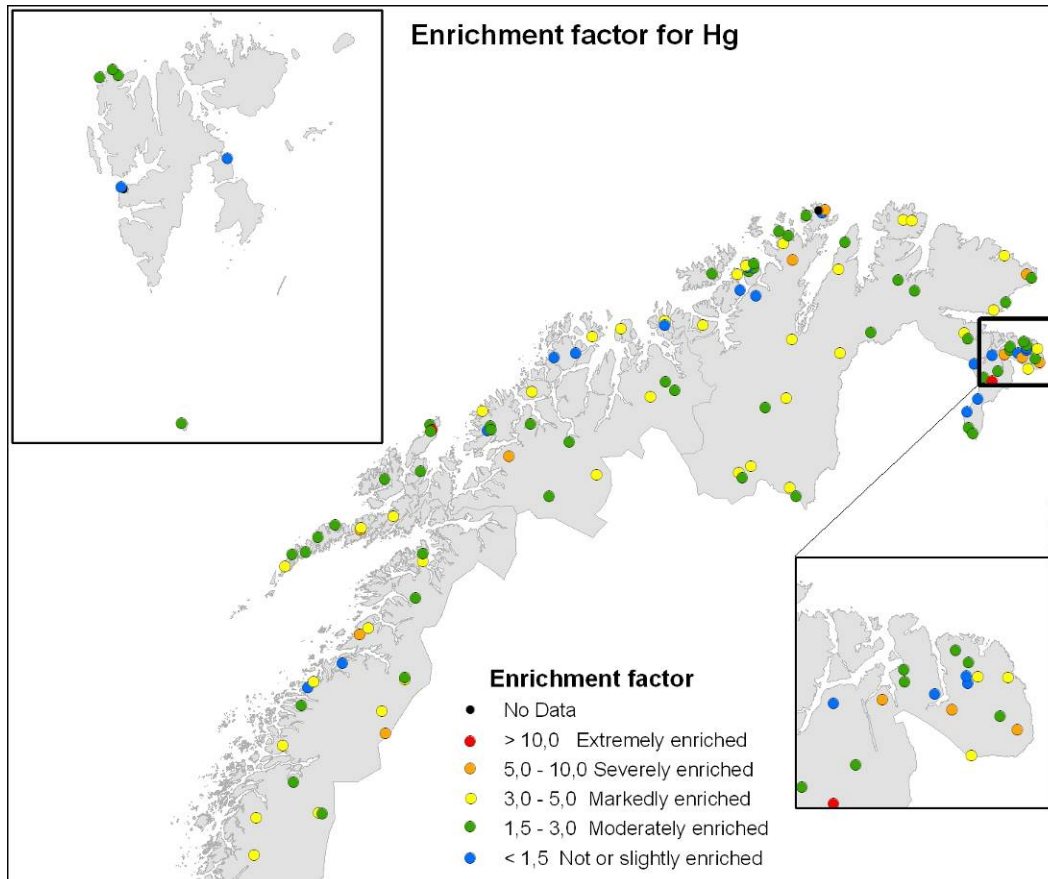 Enrichment factor for Hg
Enrichment factor
No Data
> 10,0 Extremely enriched
5,0 - 10,0 Severely enriched
3,0 - 5,0 Markedly enriched
1,5 - 3,0 Moderately enriched
< 1,5 Not or slightly enriched